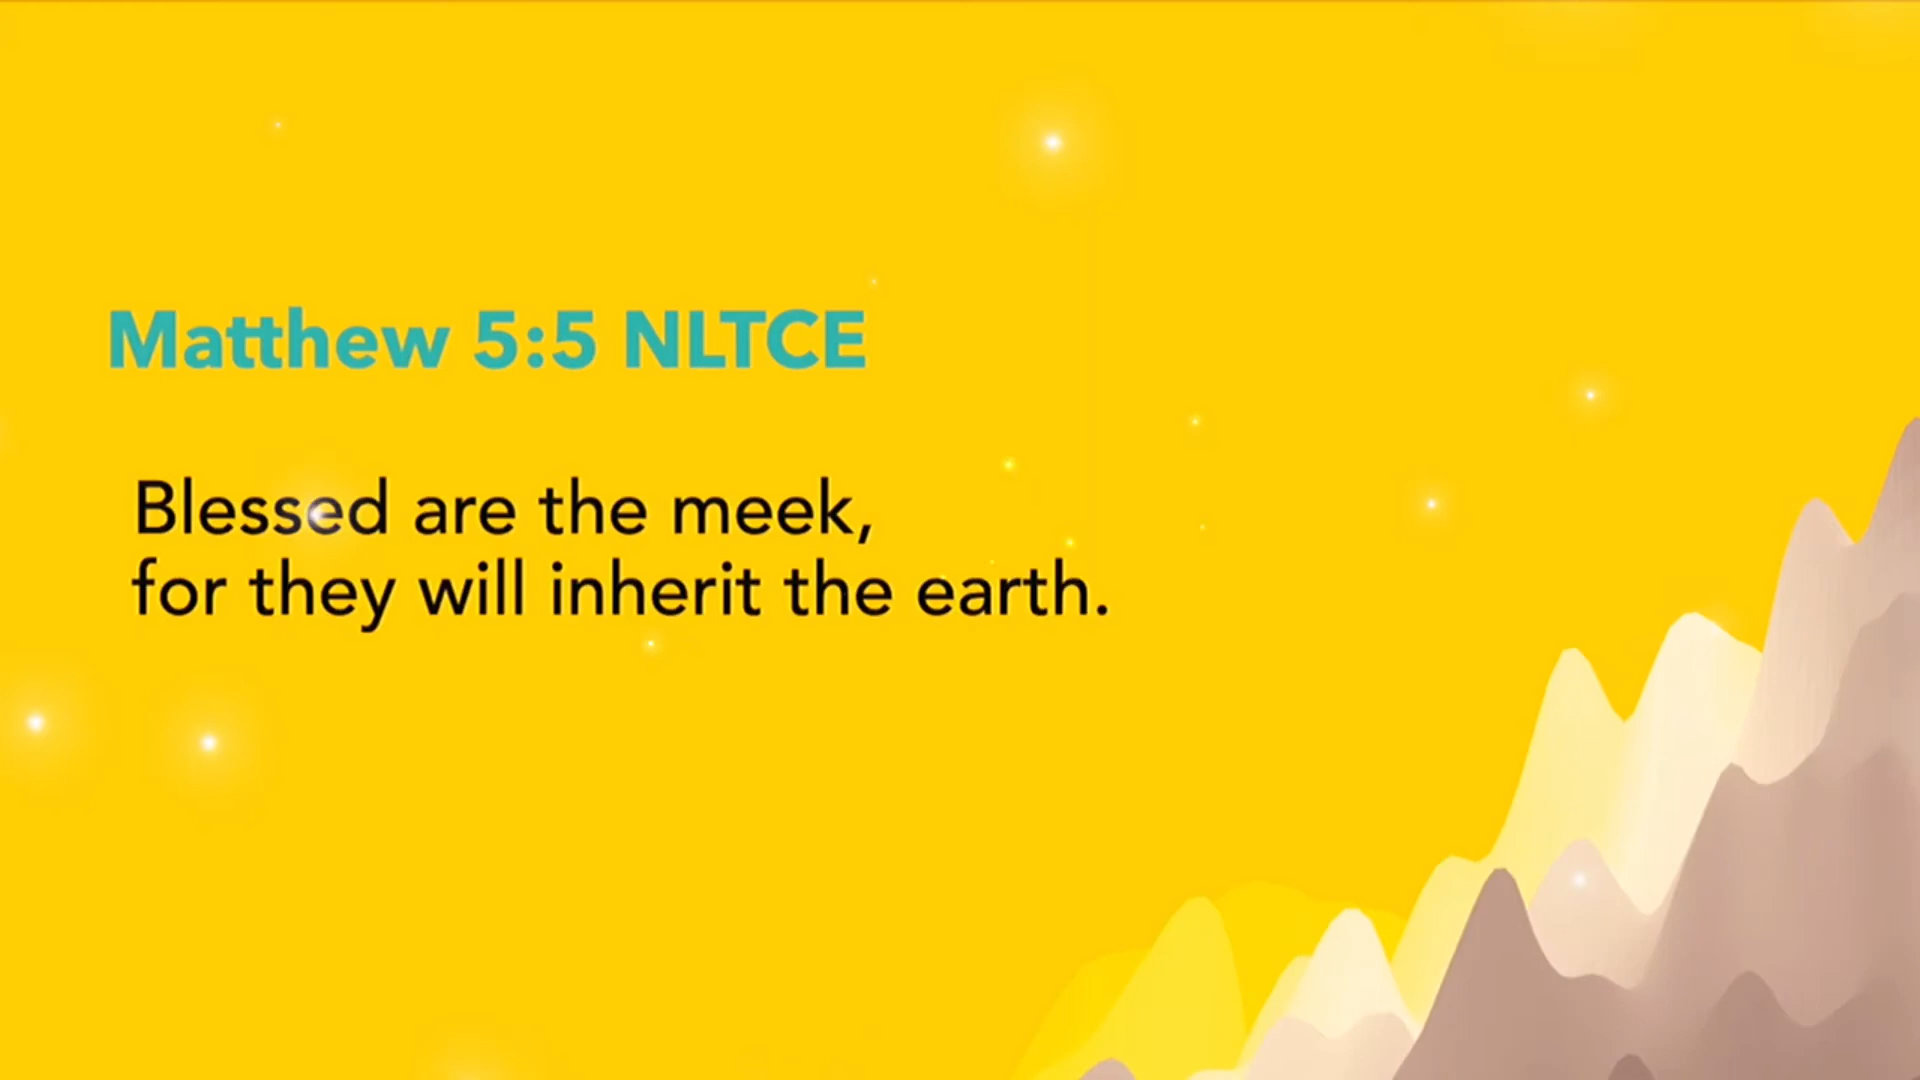 Matthew 5:5 NLTCE
Blessed are the meek,
for they will inherit the earth.